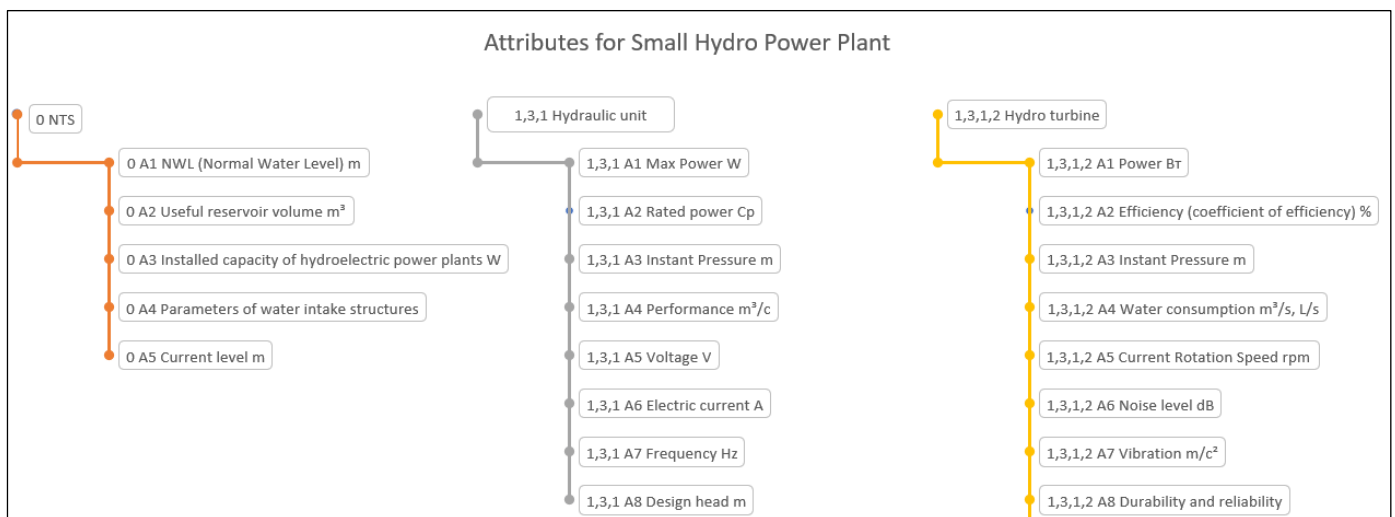 Attributes for Small Hydro Power Plant
0 NTS
0 A1 NWL (Normal Water Level) m
0 A2 Useful reservoir volume m³
0 A3 Installed capacity of hydroelectric power plants W
0 A4 Parameters of water intake structures
0 A5 Current level m
1,3,1 Hydraulic unit
1,3,1 A1 Max Power W
1,3,1 A2 Rated power Cp
1,3,1 A3 Instant Pressure m
1,3,1 A4 Performance m³/c
1,3,1 A5 Voltage V
1,3,1 A6 Electric current A
1,3,1 A7 Frequency Hz
1,3,1 A8 Design head m
1,3,1,2 Hydro turbine
1,3,1,2 A1 Power Вт
1,3,1,2 A2 Efficiency (coefficient of efficiency) %
1,3,1,2 A3 Instant Pressure m
1,3,1,2 A4 Water consumption m³/s, L/s
1,3,1,2 A5 Current Rotation Speed rpm
1,3,1,2 A6 Noise level dB
1,3,1,2 A7 Vibration m/c²
1,3,1,2 A8 Durability and reliability